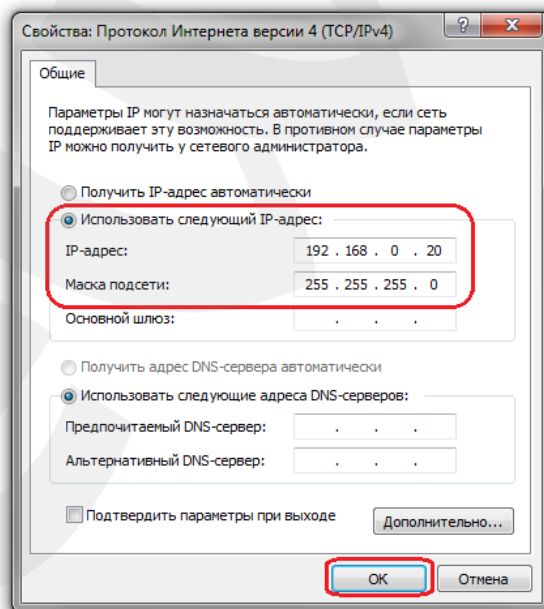 Свойства: Протокол Интернета версии 4 (TCP/IPv4)
Общие
Параметры IP могут назначаться автоматически, если сеть
поддерживает эту возможность. В противном случае параметры
IP можно получить у сетевого администратора.
Получить IP-адрес автоматически
Использовать следующий IP-адрес:
IP-адрес: 192 . 168 . 0 . 20
Маска подсети: 255 . 255 . 255 . 0
Основной шлюз: . . .
Получить адрес DNS-сервера автоматически
Использовать следующие адреса DNS-серверов:
Предпочитаемый DNS-сервер: . . .
Альтернативный DNS-сервер: . . .
Подтвердить параметры при выходе
Дополнительно...
ОК Отмена